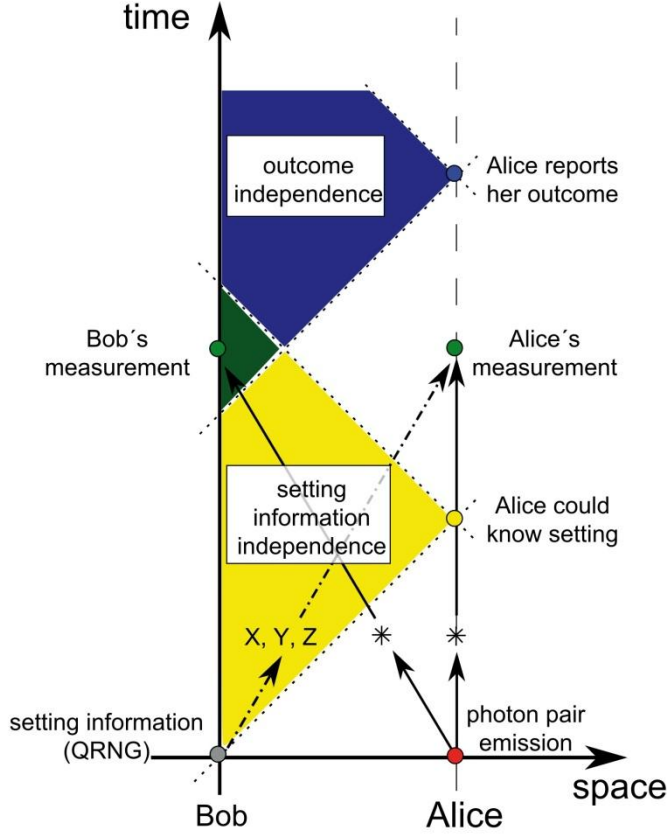 time
outcome
independence
Alice reports
her outcome
Bob´s
measurement
Alice´s
measurement
setting
information
independence
Alice could
know setting
X, Y, Z
setting information
(QRNG)
photon pair
emission
space
Bob
Alice